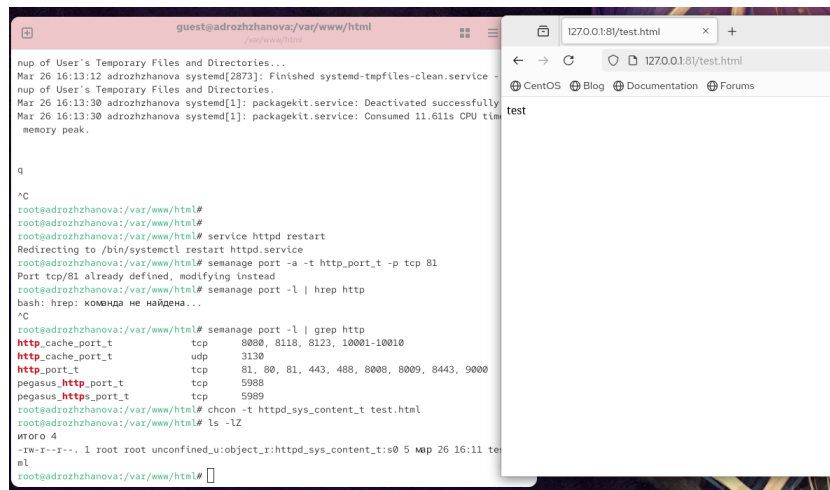 guest@adrozhzhanova:/var/www/html
/var/www/html
nup of User's Temporary Files and Directories...
Mar 26 16:13:12 adrozhzhanova systemd[2873]: Finished systemd-tmpfiles-clean.service -
nup of User's Temporary Files and Directories.
Mar 26 16:13:30 adrozhzhanova systemd[1]: packagekit.service: Deactivated successfully
Mar 26 16:13:30 adrozhzhanova systemd[1]: packagekit.service: Consumed 11.611s CPU time
memory peak.
q
^C
root@adrozhzhanova:/var/www/html#
root@adrozhzhanova:/var/www/html#
root@adrozhzhanova:/var/www/html# service httpd restart
Redirecting to /bin/systemctl restart httpd.service
root@adrozhzhanova:/var/www/html# semanage port -a -t http_port_t -p tcp 81
Port tcp/81 already defined, modifying instead
root@adrozhzhanova:/var/www/html# semanage port -l | hrep http
bash: hrep: команда не найдена...
^C
root@adrozhzhanova:/var/www/html# semanage port -l | grep http
http_cache_port_t tcp 8080, 8118, 8123, 10001-10010
http_cache_port_t udp 3130
http_port_t tcp 81, 80, 81, 443, 488, 8008, 8009, 8443, 9000
pegasus_http_port_t tcp 5988
pegasus_https_port_t tcp 5989
root@adrozhzhanova:/var/www/html# chcon -t httpd_sys_content_t test.html
root@adrozhzhanova:/var/www/html# ls -lZ
итого 4
-rw-r--r--. 1 root root unconfined_u:object_r:httpd_sys_content_t:s0 5 мар 26 16:11 tes
ml
root@adrozhzhanova:/var/www/html#
127.0.0.1:81/test.html
127.0.0.1:81/test.html
CentOS Blog Documentation Forums
test